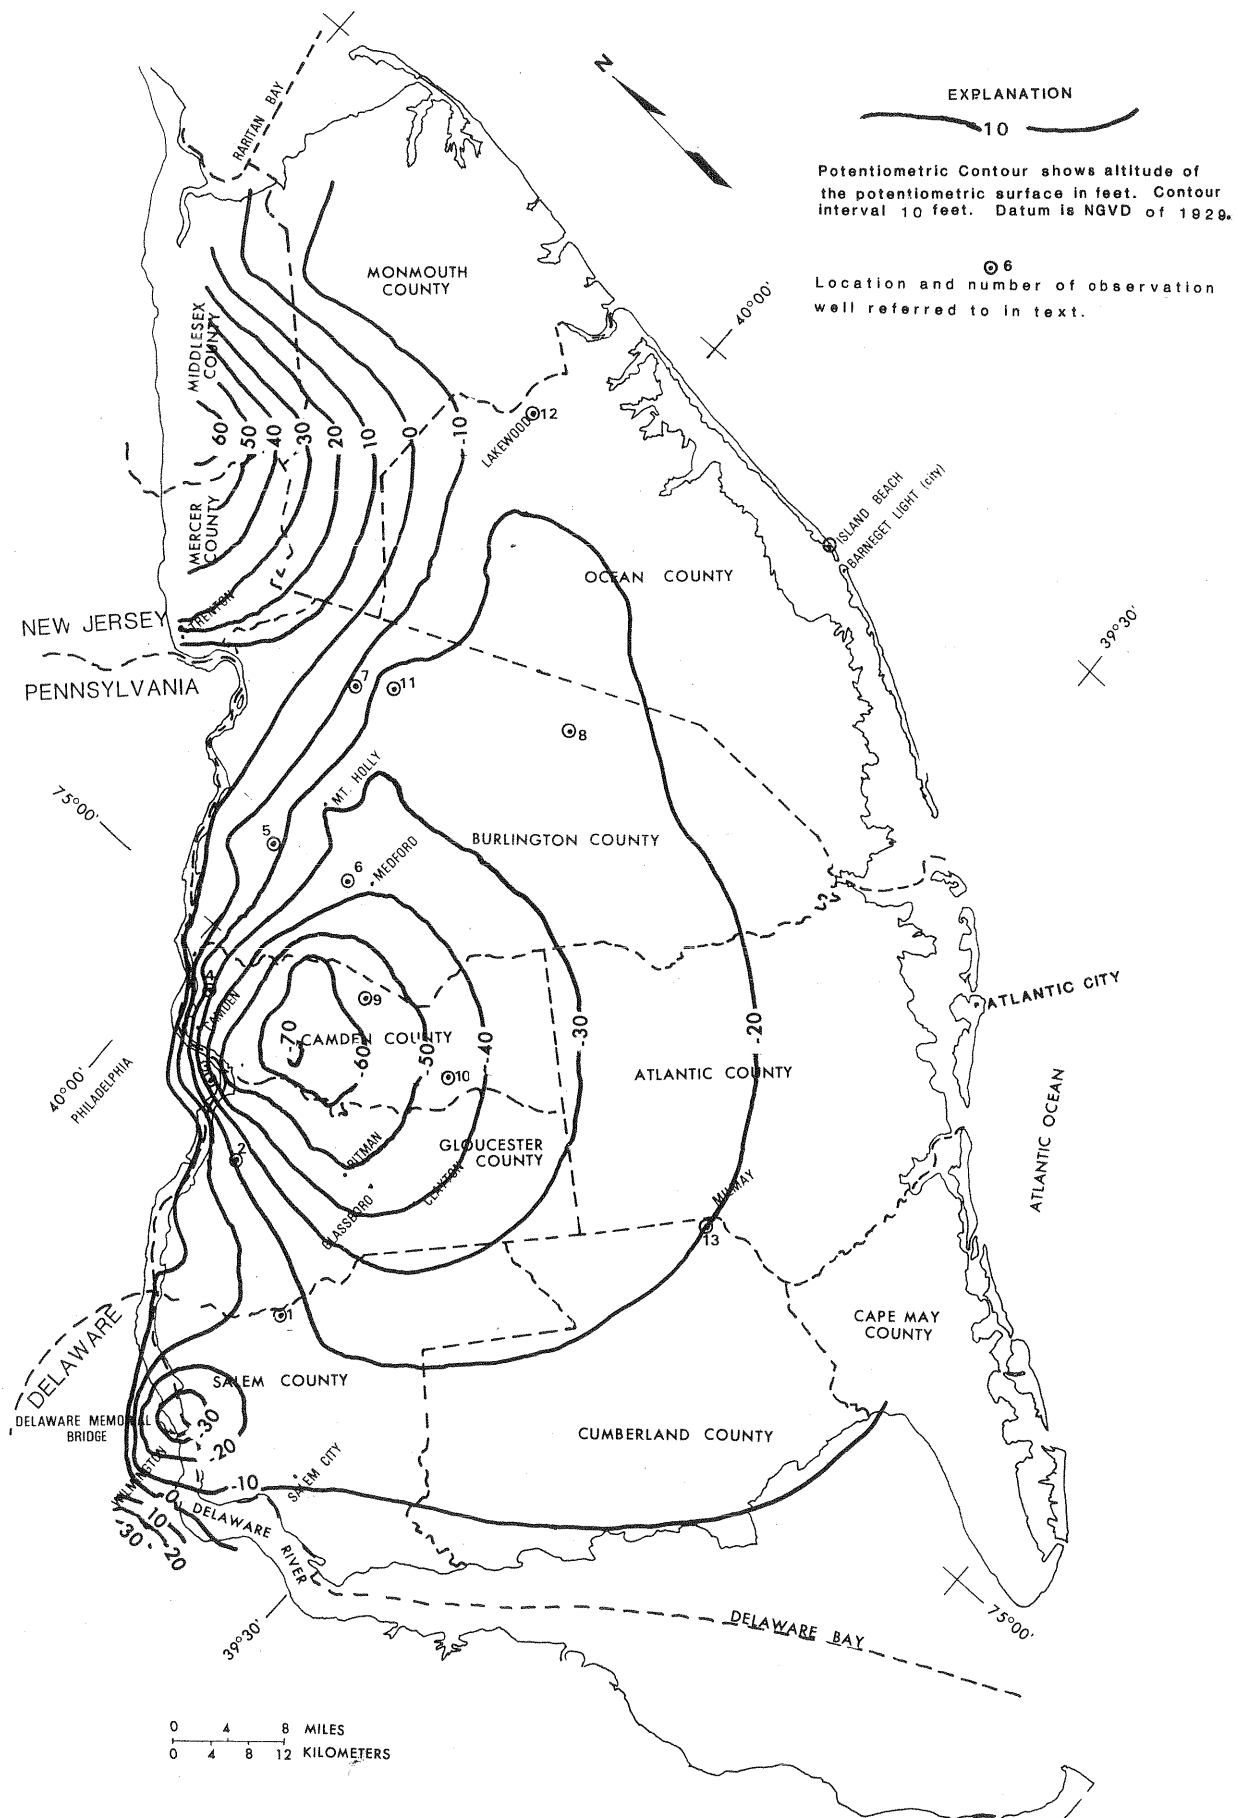 N
EXPLANATION
10
Potentiometric Contour shows altitude of
the potentiometric surface in feet. Contour
interval 10 feet. Datum is NGVD of 1929.
6
Location and number of observation
well referred to in text.
RARITAN BAY
MONMOUTH
COUNTY
40°00'
MIDDLESEX
COUNTY
60
50
40
30
20
10
0
-10
12
LAKEWOOD
MERCER
COUNTY
ISLAND BEACH
BARNEGET LIGHT (city)
OCEAN COUNTY
TRENTON
NEW JERSEY
39°30'
PENNSYLVANIA
7
11
8
MT. HOLLY
75°00'
5
BURLINGTON COUNTY
MEDFORD
6
4
9
CAMDEN
ATLANTIC CITY
-70
CAMDEN COUNTY
-60
-50
-40
-30
-20
10
ATLANTIC COUNTY
40°00'
PHILADELPHIA
ATLANTIC OCEAN
2
PITMAN
GLOUCESTER
COUNTY
CLAYTON
GLASSBORO
MILMAY
13
1
CAPE MAY
COUNTY
DELAWARE
SALEM COUNTY
DELAWARE MEMORIAL
BRIDGE
-30
-20
CUMBERLAND COUNTY
WILMINGTON
SALEM CITY
-10
0
10
20
30
DELAWARE
RIVER
75°00'
DELAWARE BAY
39°30'
0 4 8 MILES
0 4 8 12 KILOMETERS